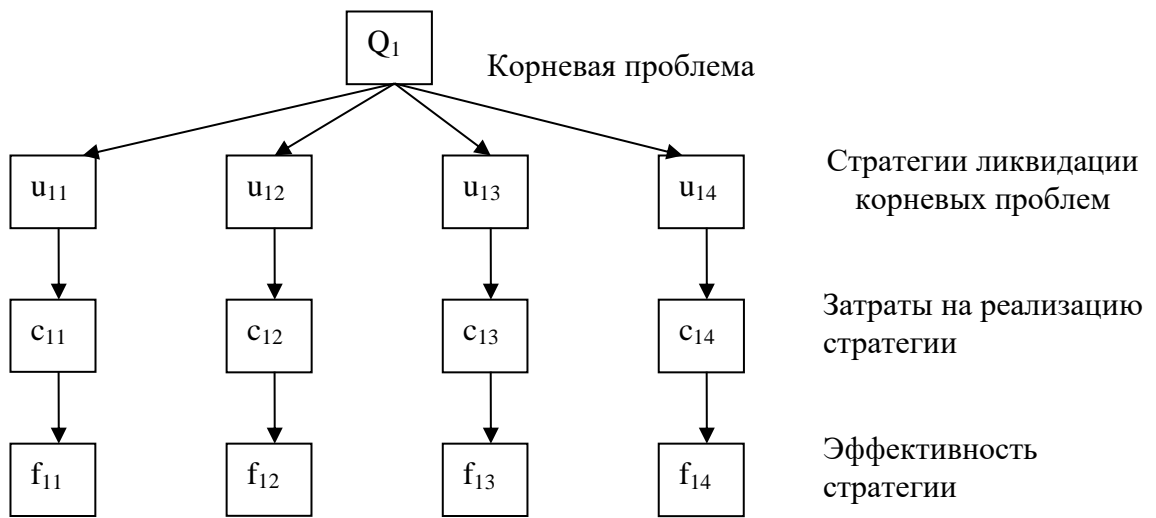 Q₁
Корневая проблема
u₁₁
u₁₂
u₁₃
u₁₄
Стратегии ликвидации
корневых проблем
c₁₁
c₁₂
c₁₃
c₁₄
Затраты на реализацию
стратегии
f₁₁
f₁₂
f₁₃
f₁₄
Эффективность
стратегии